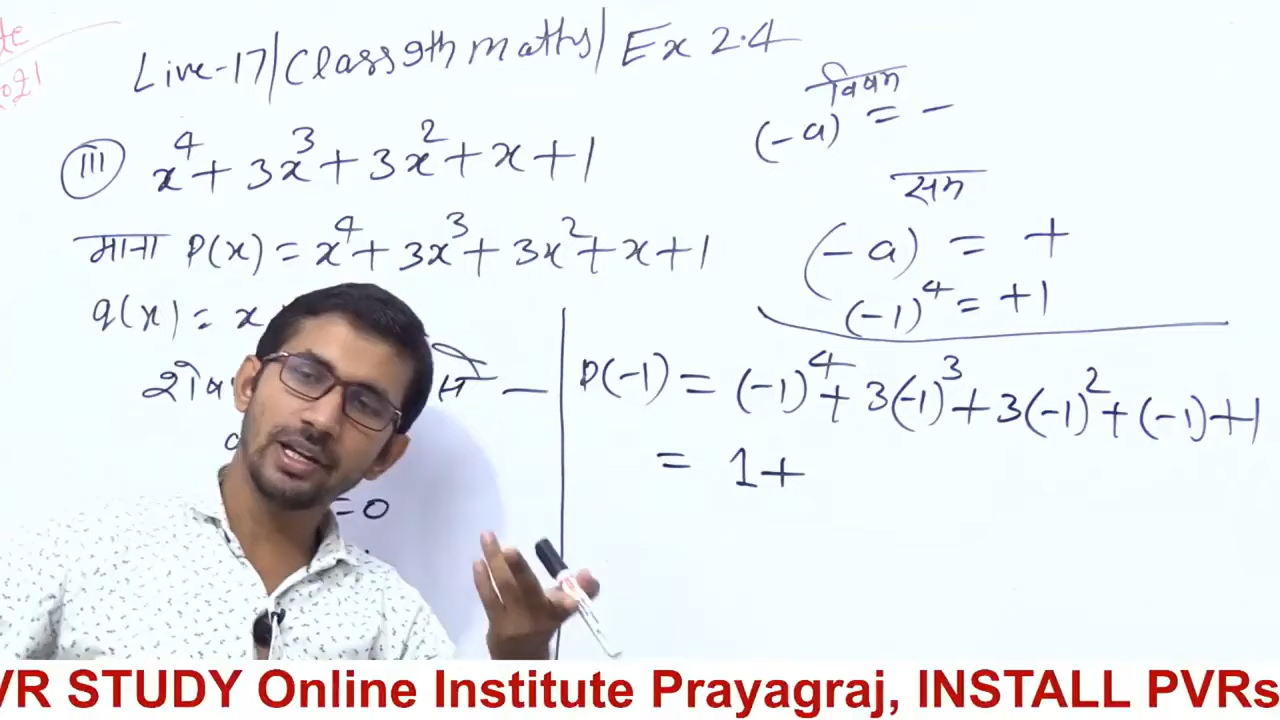 Live-17/Class 9th maths/ Ex 2.4
2021
(III) x⁴ + 3x³ + 3x² + x + 1
माना P(x) = x⁴ + 3x³ + 3x² + x + 1
q(x) = x
= 0
(-a)^विषम = -
(-a)^सम = +
(-1)⁴ = +1
P(-1) = (-1)⁴ + 3(-1)³ + 3(-1)² + (-1) + 1
= 1 +
VR STUDY Online Institute Prayagraj, INSTALL PVRs